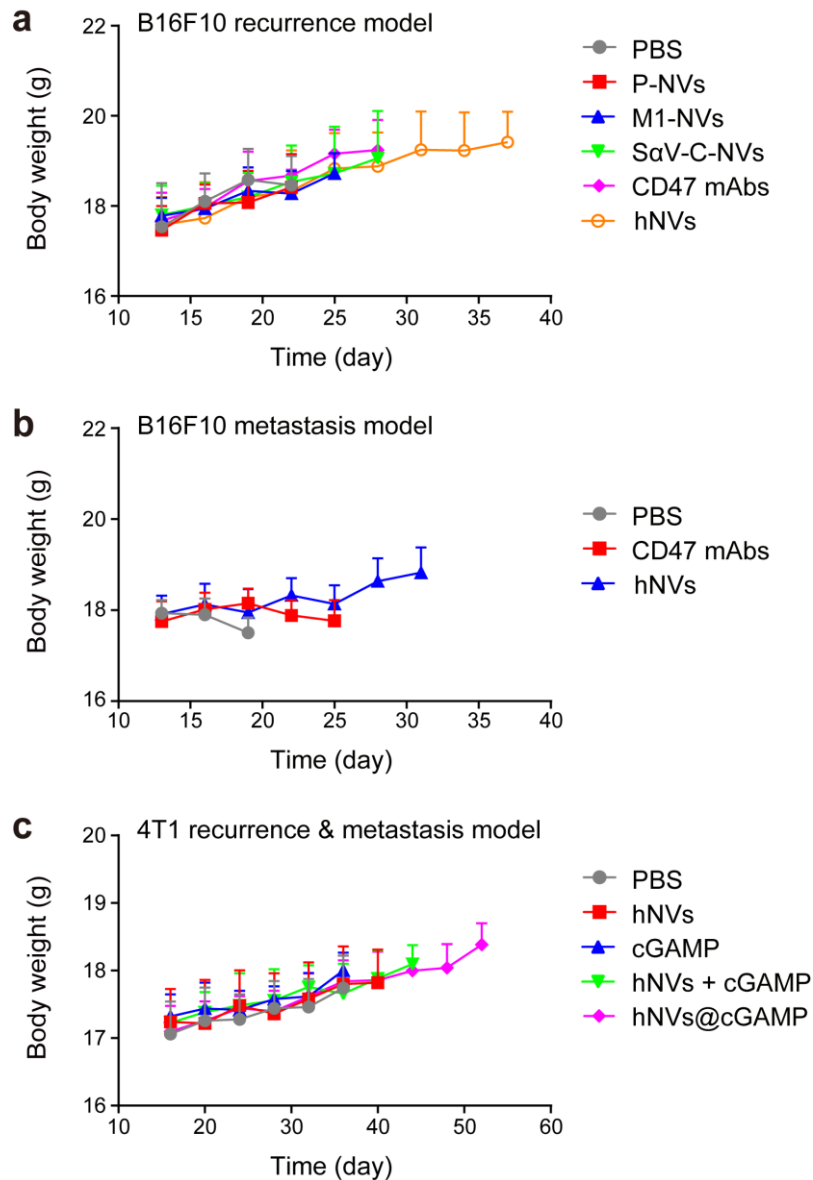 a
B16F10 recurrence model
22
20
18
16
Body weight (g)
10 15 20 25 30 35 40
Time (day)
PBS
P-NVs
M1-NVs
SαV-C-NVs
CD47 mAbs
hNVs
b
B16F10 metastasis model
22
20
18
16
Body weight (g)
10 15 20 25 30 35 40
Time (day)
PBS
CD47 mAbs
hNVs
c
4T1 recurrence & metastasis model
20
19
18
17
16
Body weight (g)
10 20 30 40 50 60
Time (day)
PBS
hNVs
cGAMP
hNVs + cGAMP
hNVs@cGAMP